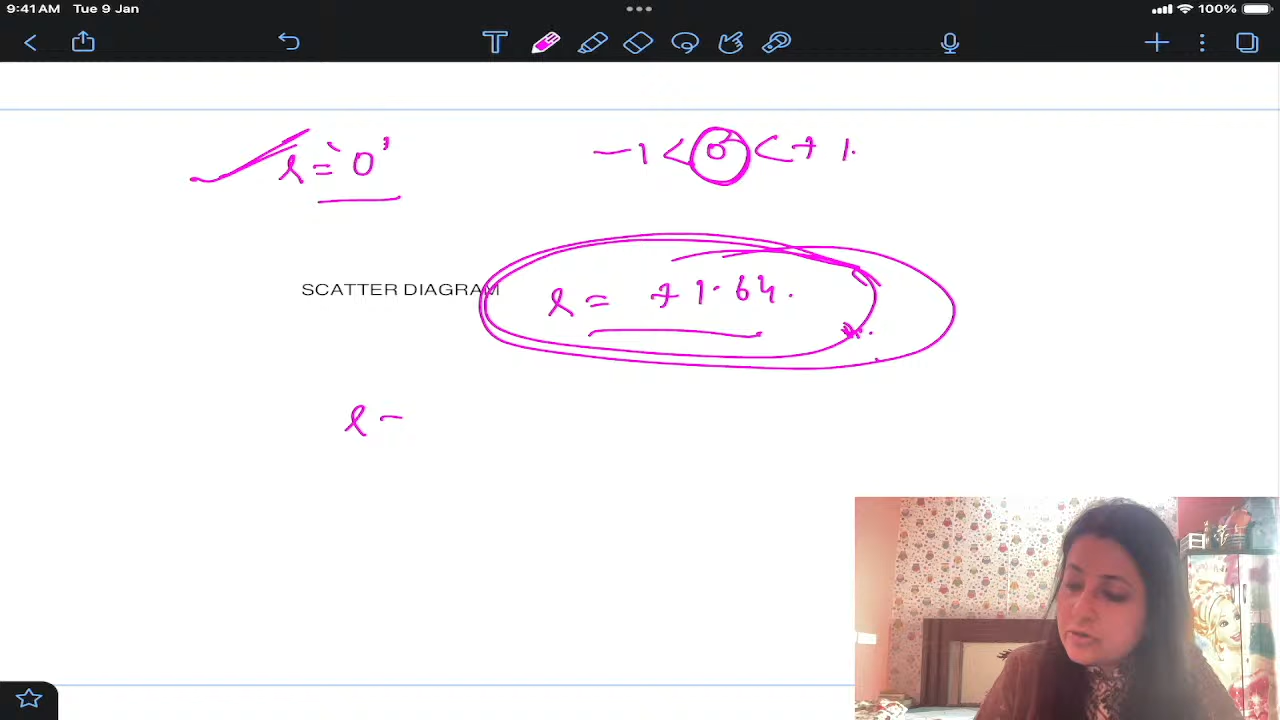 9:41 AM Tue 9 Jan
100%
r = '0'
-1 < 0 < +1.
SCATTER DIAGRAM
r = +1.64.
r -